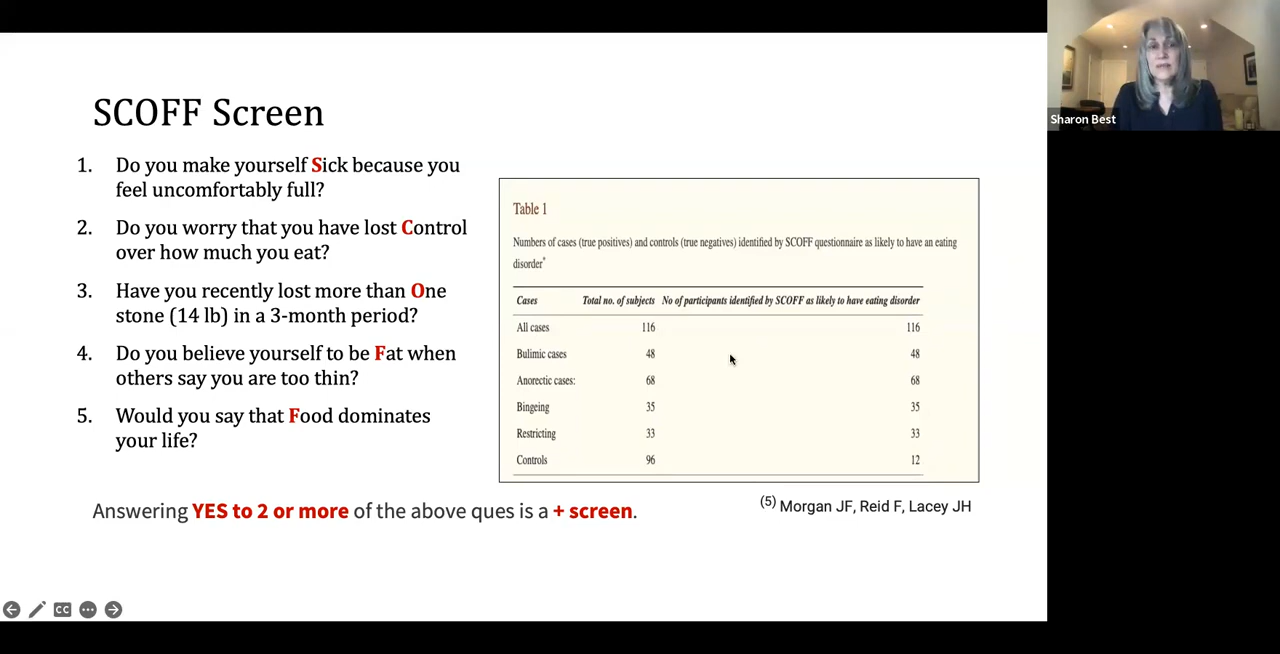 SCOFF Screen
1. Do you make yourself Sick because you
feel uncomfortably full?
2. Do you worry that you have lost Control
over how much you eat?
3. Have you recently lost more than One
stone (14 lb) in a 3-month period?
4. Do you believe yourself to be Fat when
others say you are too thin?
5. Would you say that Food dominates
your life?
Answering YES to 2 or more of the above ques is a + screen.
Table 1
Numbers of cases (true positives) and controls (true negatives) identified by SCOFF questionnaire as likely to have an eating
disorder*
Cases Total no. of subjects No of participants identified by SCOFF as likely to have eating disorder
All cases 116 116
Bulimic cases 48 48
Anorectic cases: 68 68
Bingeing 35 35
Restricting 33 33
Controls 96 12
(5) Morgan JF, Reid F, Lacey JH
CC
Sharon Best